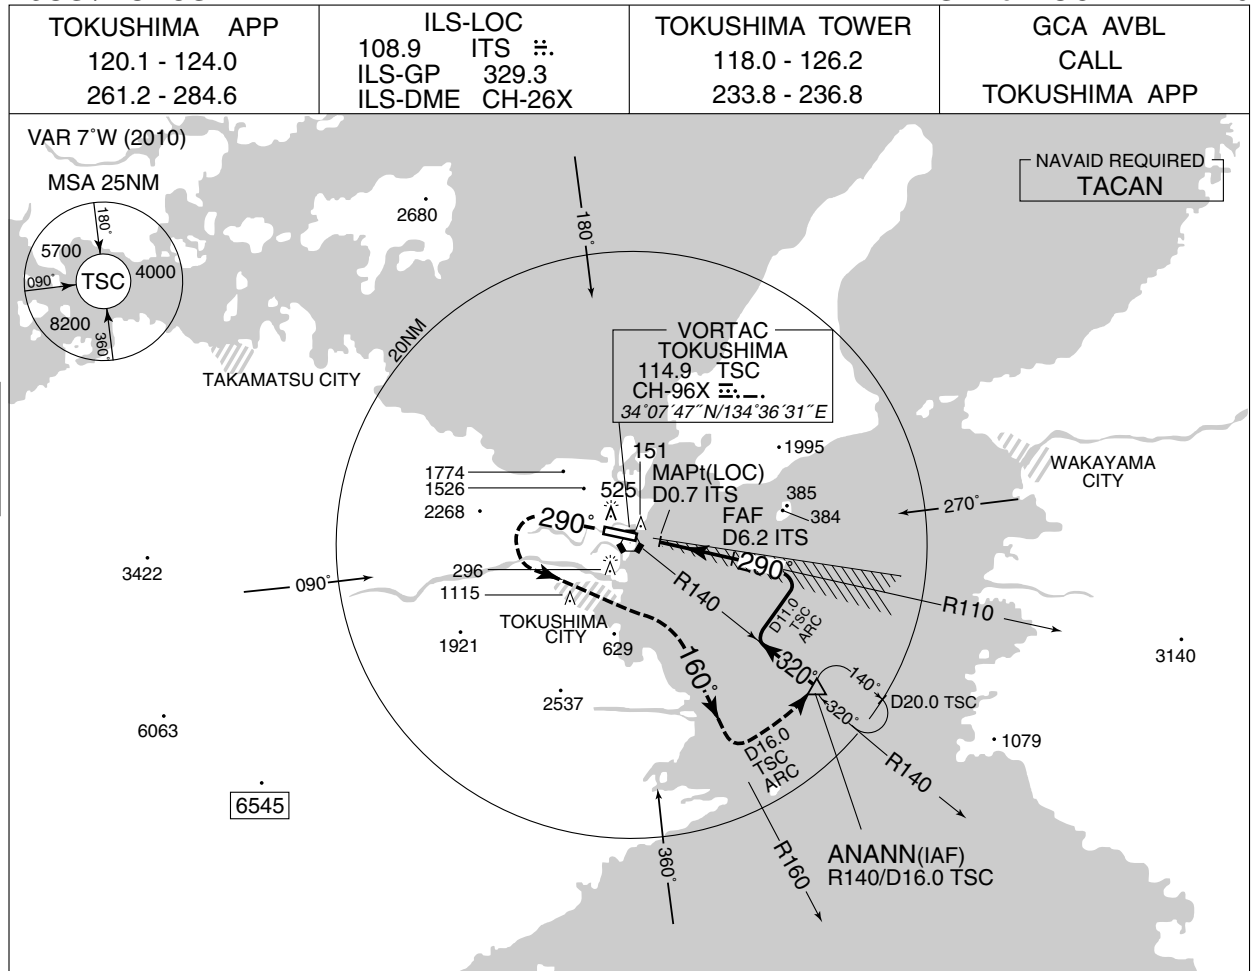 TOKUSHIMA APP
120.1 - 124.0
261.2 - 284.6
ILS-LOC
108.9 ITS
ILS-GP 329.3
ILS-DME CH-26X
TOKUSHIMA TOWER
118.0 - 126.2
233.8 - 236.8
GCA AVBL
CALL
TOKUSHIMA APP
VAR 7°W (2010)
MSA 25NM
180°
5700
4000
TSC
090°
8200
360°
NAVAID REQUIRED
TACAN
2680
180°
20NM
TAKAMATSU CITY
VORTAC
TOKUSHIMA
114.9 TSC
CH-96X
34°07´47˝N/134°36´31˝E
1995
151
1774
1526
2268
525
MAPt(LOC)
D0.7 ITS
385
384
FAF
D6.2 ITS
WAKAYAMA
CITY
270°
290°
290°
3422
090°
296
1115
R140
R110
TOKUSHIMA
CITY
D11.0
TSC
ARC
1921
629
3140
320°
160°
140°
320°
D20.0 TSC
2537
6063
D16.0
TSC
ARC
1079
R140
6545
R160
360°
ANANN(IAF)
R140/D16.0 TSC